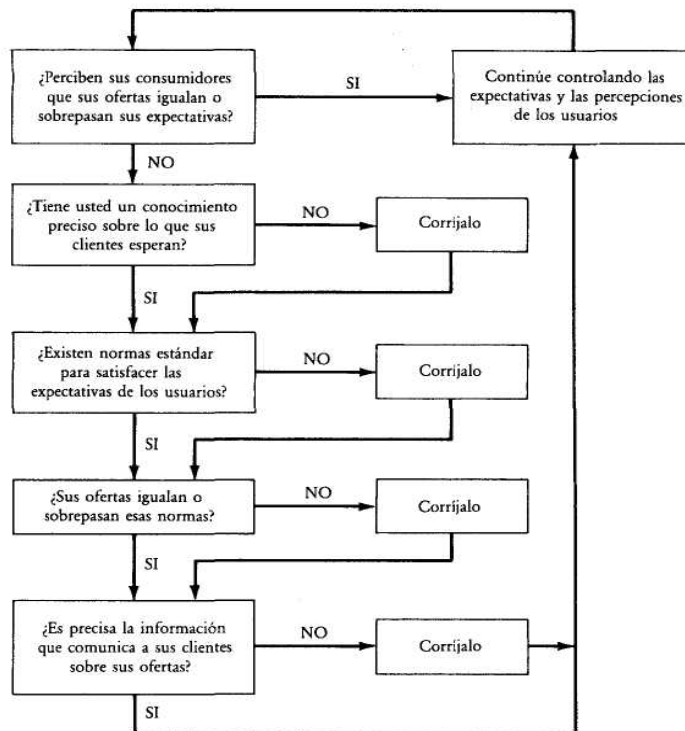 ¿Perciben sus consumidores
que sus ofertas igualan o
sobrepasan sus expectativas?
SI
Continúe controlando las
expectativas y las percepciones
de los usuarios
NO
¿Tiene usted un conocimiento
preciso sobre lo que sus
clientes esperan?
NO
Corríjalo
SI
¿Existen normas estándar
para satisfacer las
expectativas de los usuarios?
NO
Corríjalo
SI
¿Sus ofertas igualan o
sobrepasan esas normas?
NO
Corríjalo
SI
¿Es precisa la información
que comunica a sus clientes
sobre sus ofertas?
NO
Corríjalo
SI